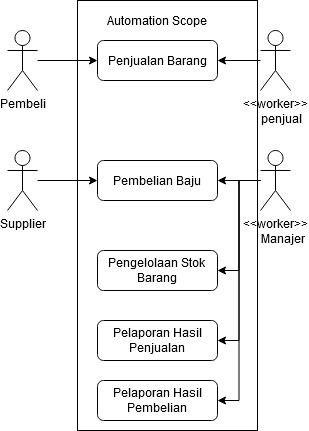 Automation Scope
Penjualan Barang
Pembeli
<<worker>>
penjual
Pembelian Baju
Supplier
<<worker>>
Manajer
Pengelolaan Stok
Barang
Pelaporan Hasil
Penjualan
Pelaporan Hasil
Pembelian